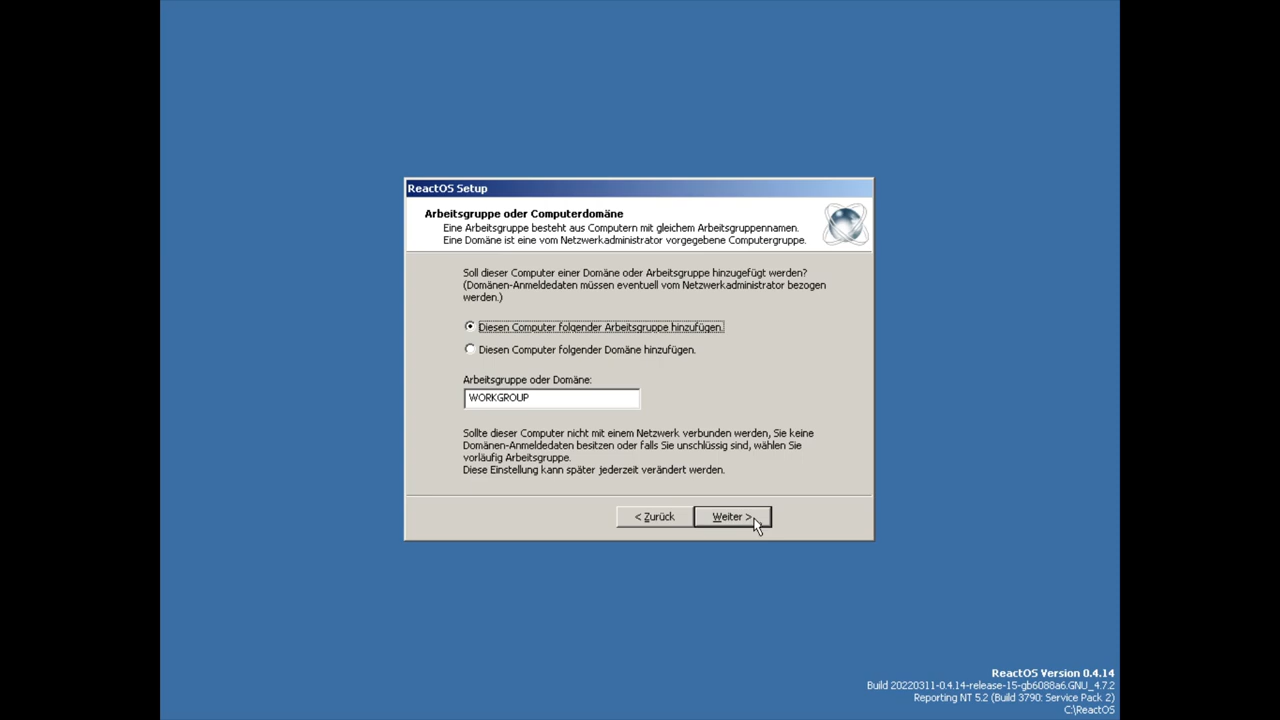 ReactOS Setup
Arbeitsgruppe oder Computerdomäne
Eine Arbeitsgruppe besteht aus Computern mit gleichem Arbeitsgruppennamen.
Eine Domäne ist eine vom Netzwerkadministrator vorgegebene Computergruppe.
Soll dieser Computer einer Domäne oder Arbeitsgruppe hinzugefügt werden?
(Domänen-Anmeldedaten müssen eventuell vom Netzwerkadministrator bezogen
werden.)
Diesen Computer folgender Arbeitsgruppe hinzufügen.
Diesen Computer folgender Domäne hinzufügen.
Arbeitsgruppe oder Domäne:
WORKGROUP
Sollte dieser Computer nicht mit einem Netzwerk verbunden werden, Sie keine
Domänen-Anmeldedaten besitzen oder falls Sie unschlüssig sind, wählen Sie
vorläufig Arbeitsgruppe.
Diese Einstellung kann später jederzeit verändert werden.
< Zurück
Weiter >
ReactOS Version 0.4.14
Build 20220311-0.4.14-release-15-gb6088a6.GNU_4.7.2
Reporting NT 5.2 (Build 3790: Service Pack 2)
C:\ReactOS